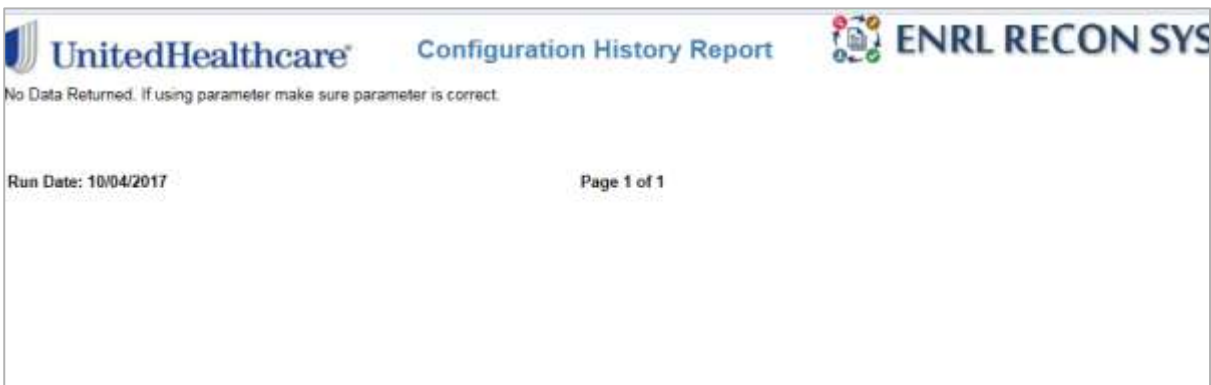 UnitedHealthcare® Configuration History Report ENRL RECON SYS
No Data Returned. If using parameter make sure parameter is correct.
Run Date: 10/04/2017 Page 1 of 1